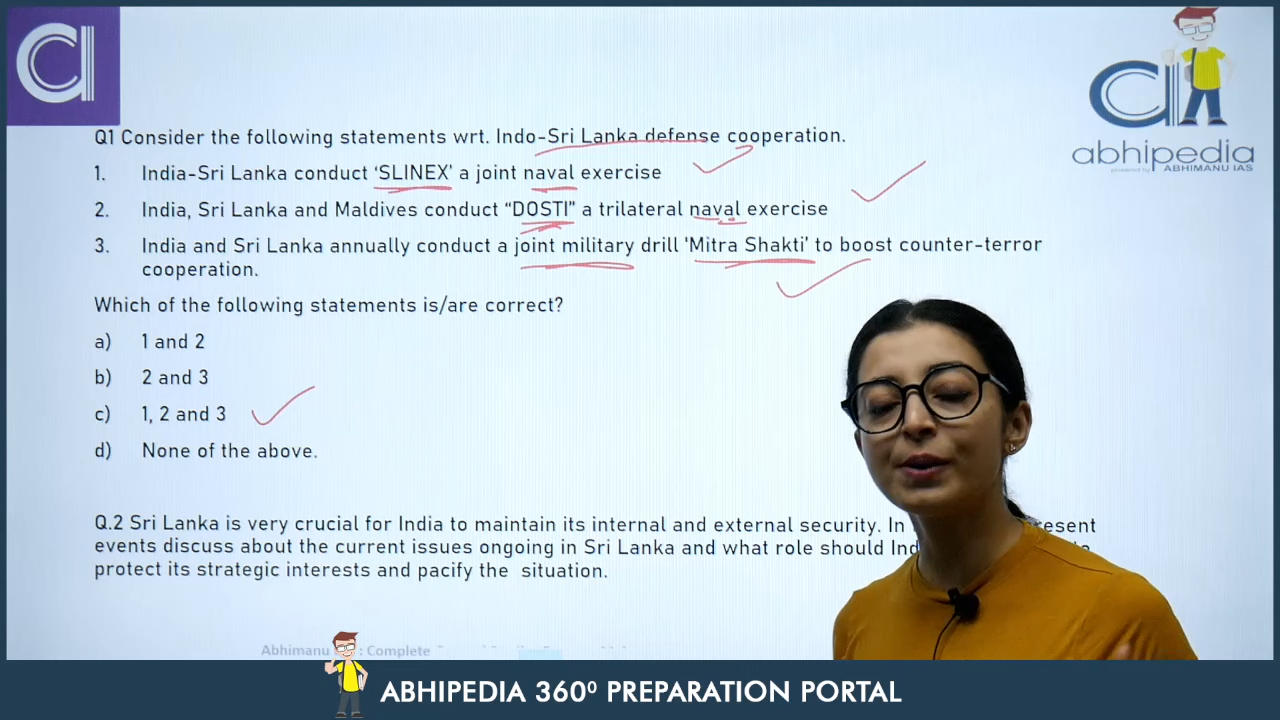 abhipedia
powered by ABHIMANU IAS
Q1 Consider the following statements wrt. Indo-Sri Lanka defense cooperation.
1. India-Sri Lanka conduct ‘SLINEX’ a joint naval exercise
2. India, Sri Lanka and Maldives conduct “DOSTI” a trilateral naval exercise
3. India and Sri Lanka annually conduct a joint military drill 'Mitra Shakti' to boost counter-terror
cooperation.
Which of the following statements is/are correct?
a) 1 and 2
b) 2 and 3
c) 1, 2 and 3
d) None of the above.
Q.2 Sri Lanka is very crucial for India to maintain its internal and external security. In present
events discuss about the current issues ongoing in Sri Lanka and what role should
protect its strategic interests and pacify the situation.
Abhimanu : Complete
ABHIPEDIA 360⁰ PREPARATION PORTAL